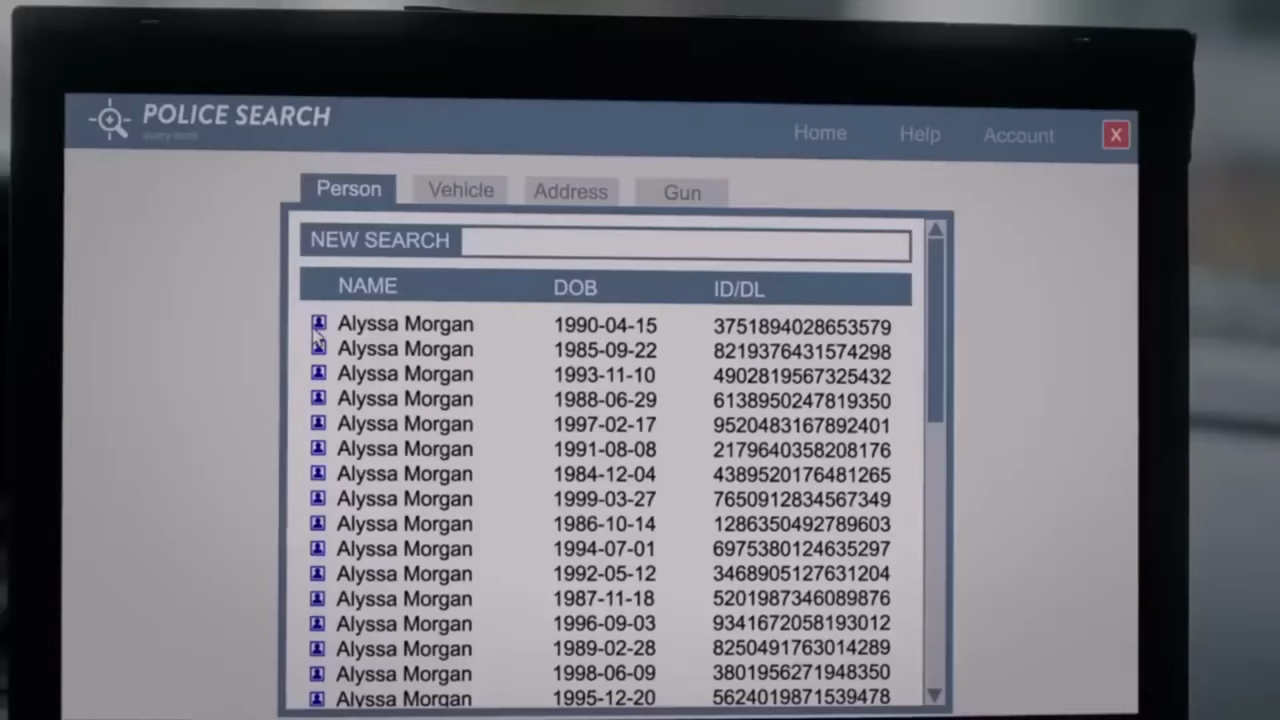 POLICE SEARCH
Home Help Account X
Person Vehicle Address Gun
NEW SEARCH
NAME DOB ID/DL
Alyssa Morgan 1990-04-15 3751894028653579
Alyssa Morgan 1985-09-22 8219376431574298
Alyssa Morgan 1993-11-10 4902819567325432
Alyssa Morgan 1988-06-29 6138950247819350
Alyssa Morgan 1997-02-17 9520483167892401
Alyssa Morgan 1991-08-08 2179640358208176
Alyssa Morgan 1984-12-04 4389520176481265
Alyssa Morgan 1999-03-27 7650912834567349
Alyssa Morgan 1986-10-14 1286350492789603
Alyssa Morgan 1994-07-01 6975380124635297
Alyssa Morgan 1992-05-12 3468905127631204
Alyssa Morgan 1987-11-18 5201987346089876
Alyssa Morgan 1996-09-03 9341672058193012
Alyssa Morgan 1989-02-28 8250491763014289
Alyssa Morgan 1998-06-09 3801956271948350
Alyssa Morgan 1995-12-20 5624019871539478